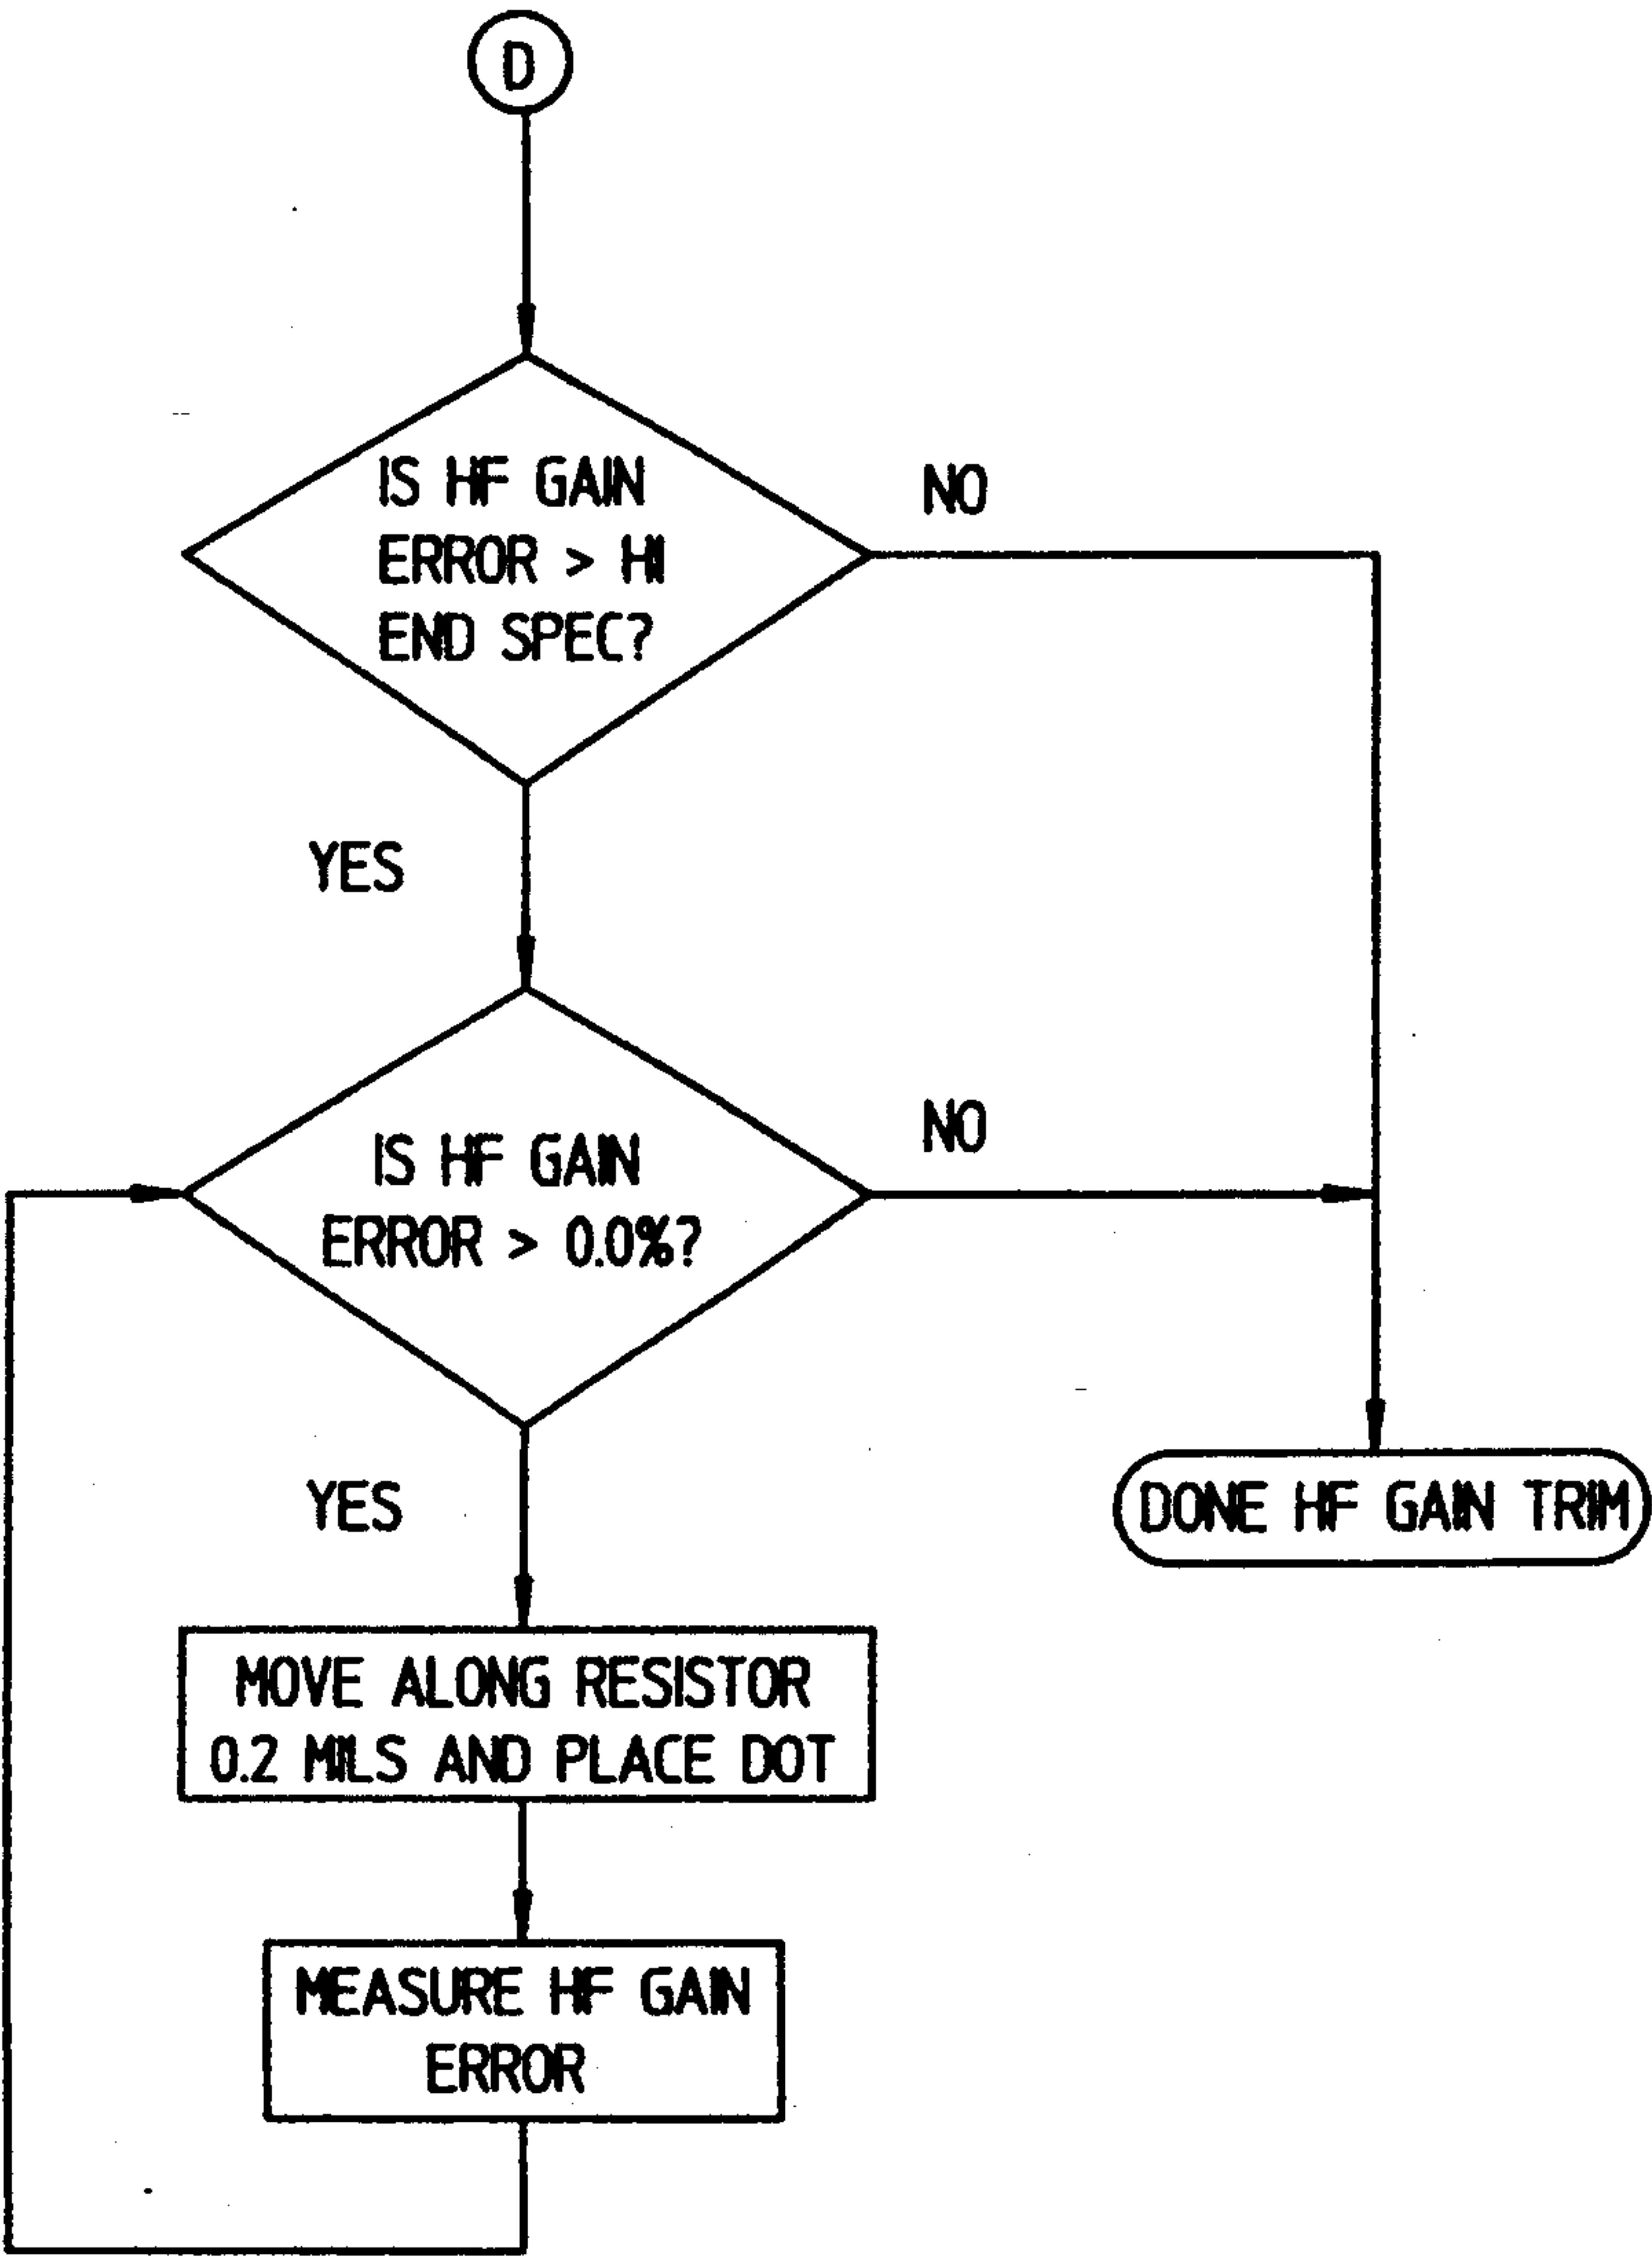 D
IS HF GAIN
ERROR > HI
END SPEC?
NO
YES
IS HF GAIN
ERROR > 0.0%?
NO
YES
DONE HF GAIN TRIM
MOVE ALONG RESISTOR
0.2 MILS AND PLACE DOT
MEASURE HF GAIN
ERROR